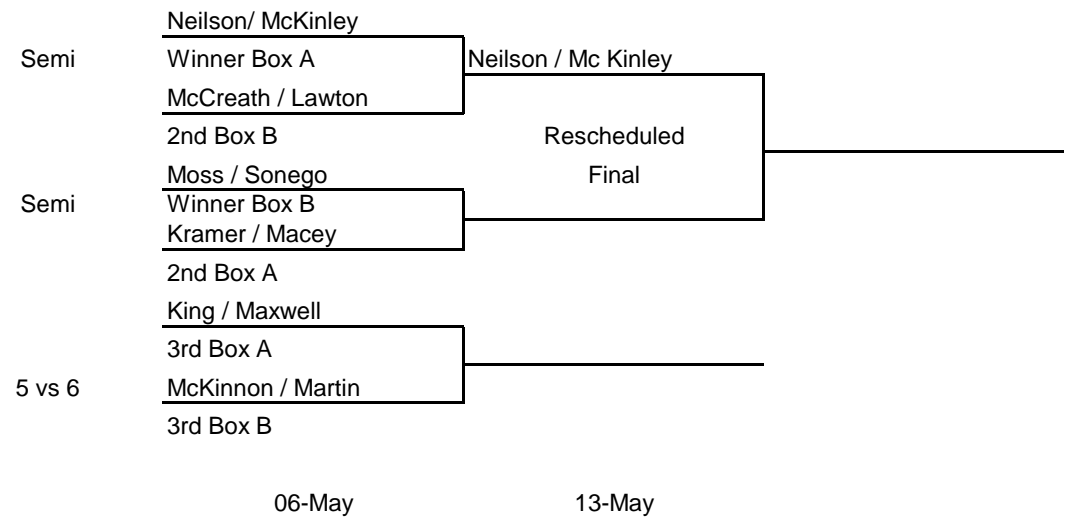 Neilson/ McKinley
Semi Winner Box A Neilson / Mc Kinley
McCreath / Lawton
2nd Box B Rescheduled
Moss / Sonego Final
Semi Winner Box B
Kramer / Macey
2nd Box A
King / Maxwell
3rd Box A
5 vs 6 McKinnon / Martin
3rd Box B
06-May 13-May